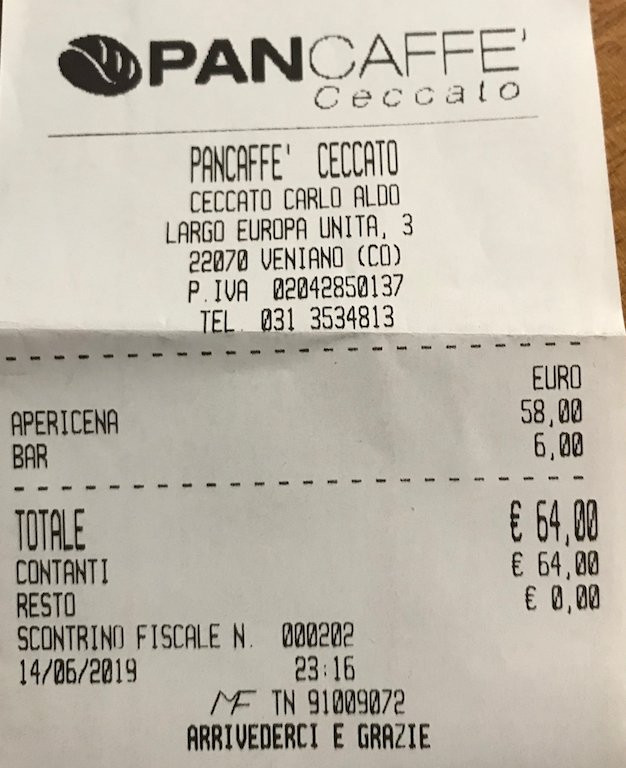 PANCAFFE'
Ceccato
PANCAFFE' CECCATO
CECCATO CARLO ALDO
LARGO EUROPA UNITA, 3
22070 VENIANO (CO)
P.IVA 02042850137
TEL. 031 3534813
EURO
APERICENA 58,00
BAR 6,00
TOTALE € 64,00
CONTANTI € 64,00
RESTO € 0,00
SCONTRINO FISCALE N. 000202
14/06/2019 23:16
MF TN 91009072
ARRIVEDERCI E GRAZIE